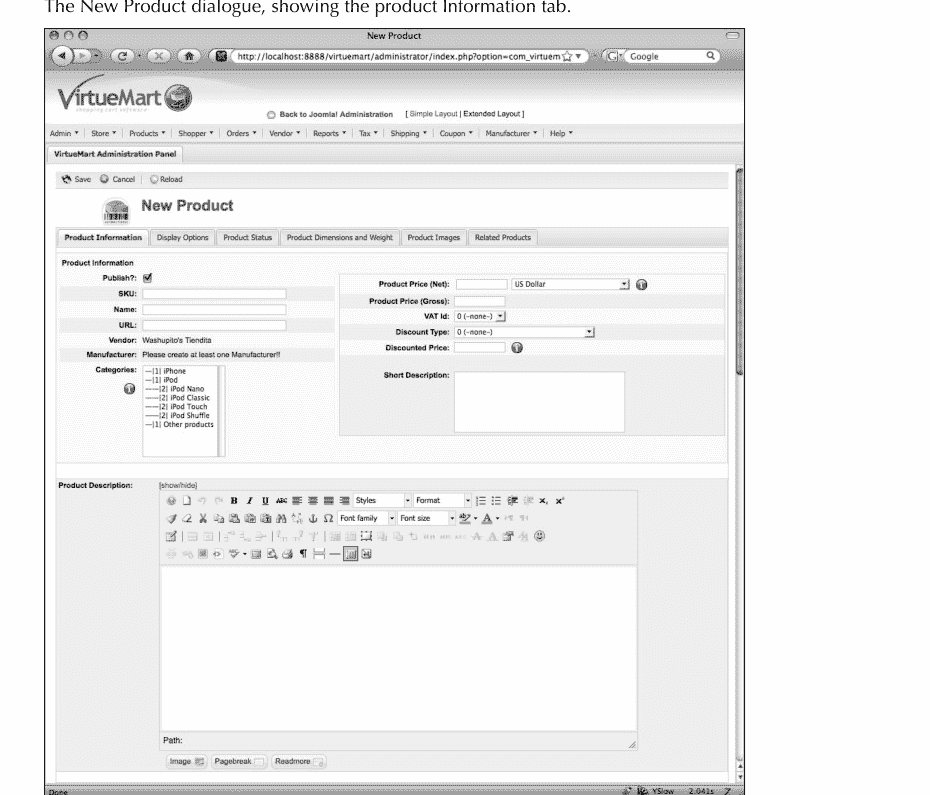 The New Product dialogue, showing the product Information tab.
New Product
http://localhost:8888/virtuemart/administrator/index.php?option=com_virtuem
Google
VirtueMart
Back to Joomla! Administration [ Simple Layout | Extended Layout ]
Admin Store Products Shopper Orders Vendor Reports Tax Shipping Coupon Manufacturer Help
VirtueMart Administration Panel
Save Cancel Reload
New Product
Product Information Display Options Product Status Product Dimensions and Weight Product Images Related Products
Product Information
Publish?:
SKU:
Name:
URL:
Vendor: Washupito's Tiendita
Manufacturer: Please create at least one Manufacturer!!
Categories:
—|1| iPhone
—|1| iPod
——|2| iPod Nano
——|2| iPod Classic
——|2| iPod Touch
——|2| iPod Shuffle
—|1| Other products
Product Price (Net): US Dollar
Product Price (Gross):
VAT Id: 0 (-none-)
Discount Type: 0 (-none-)
Discounted Price:
Short Description:
Product Description: [show/hide]
B I U ABC Styles Format
Font family Font size
Path:
Image Pagebreak Readmore
Done YSlow 2.041s